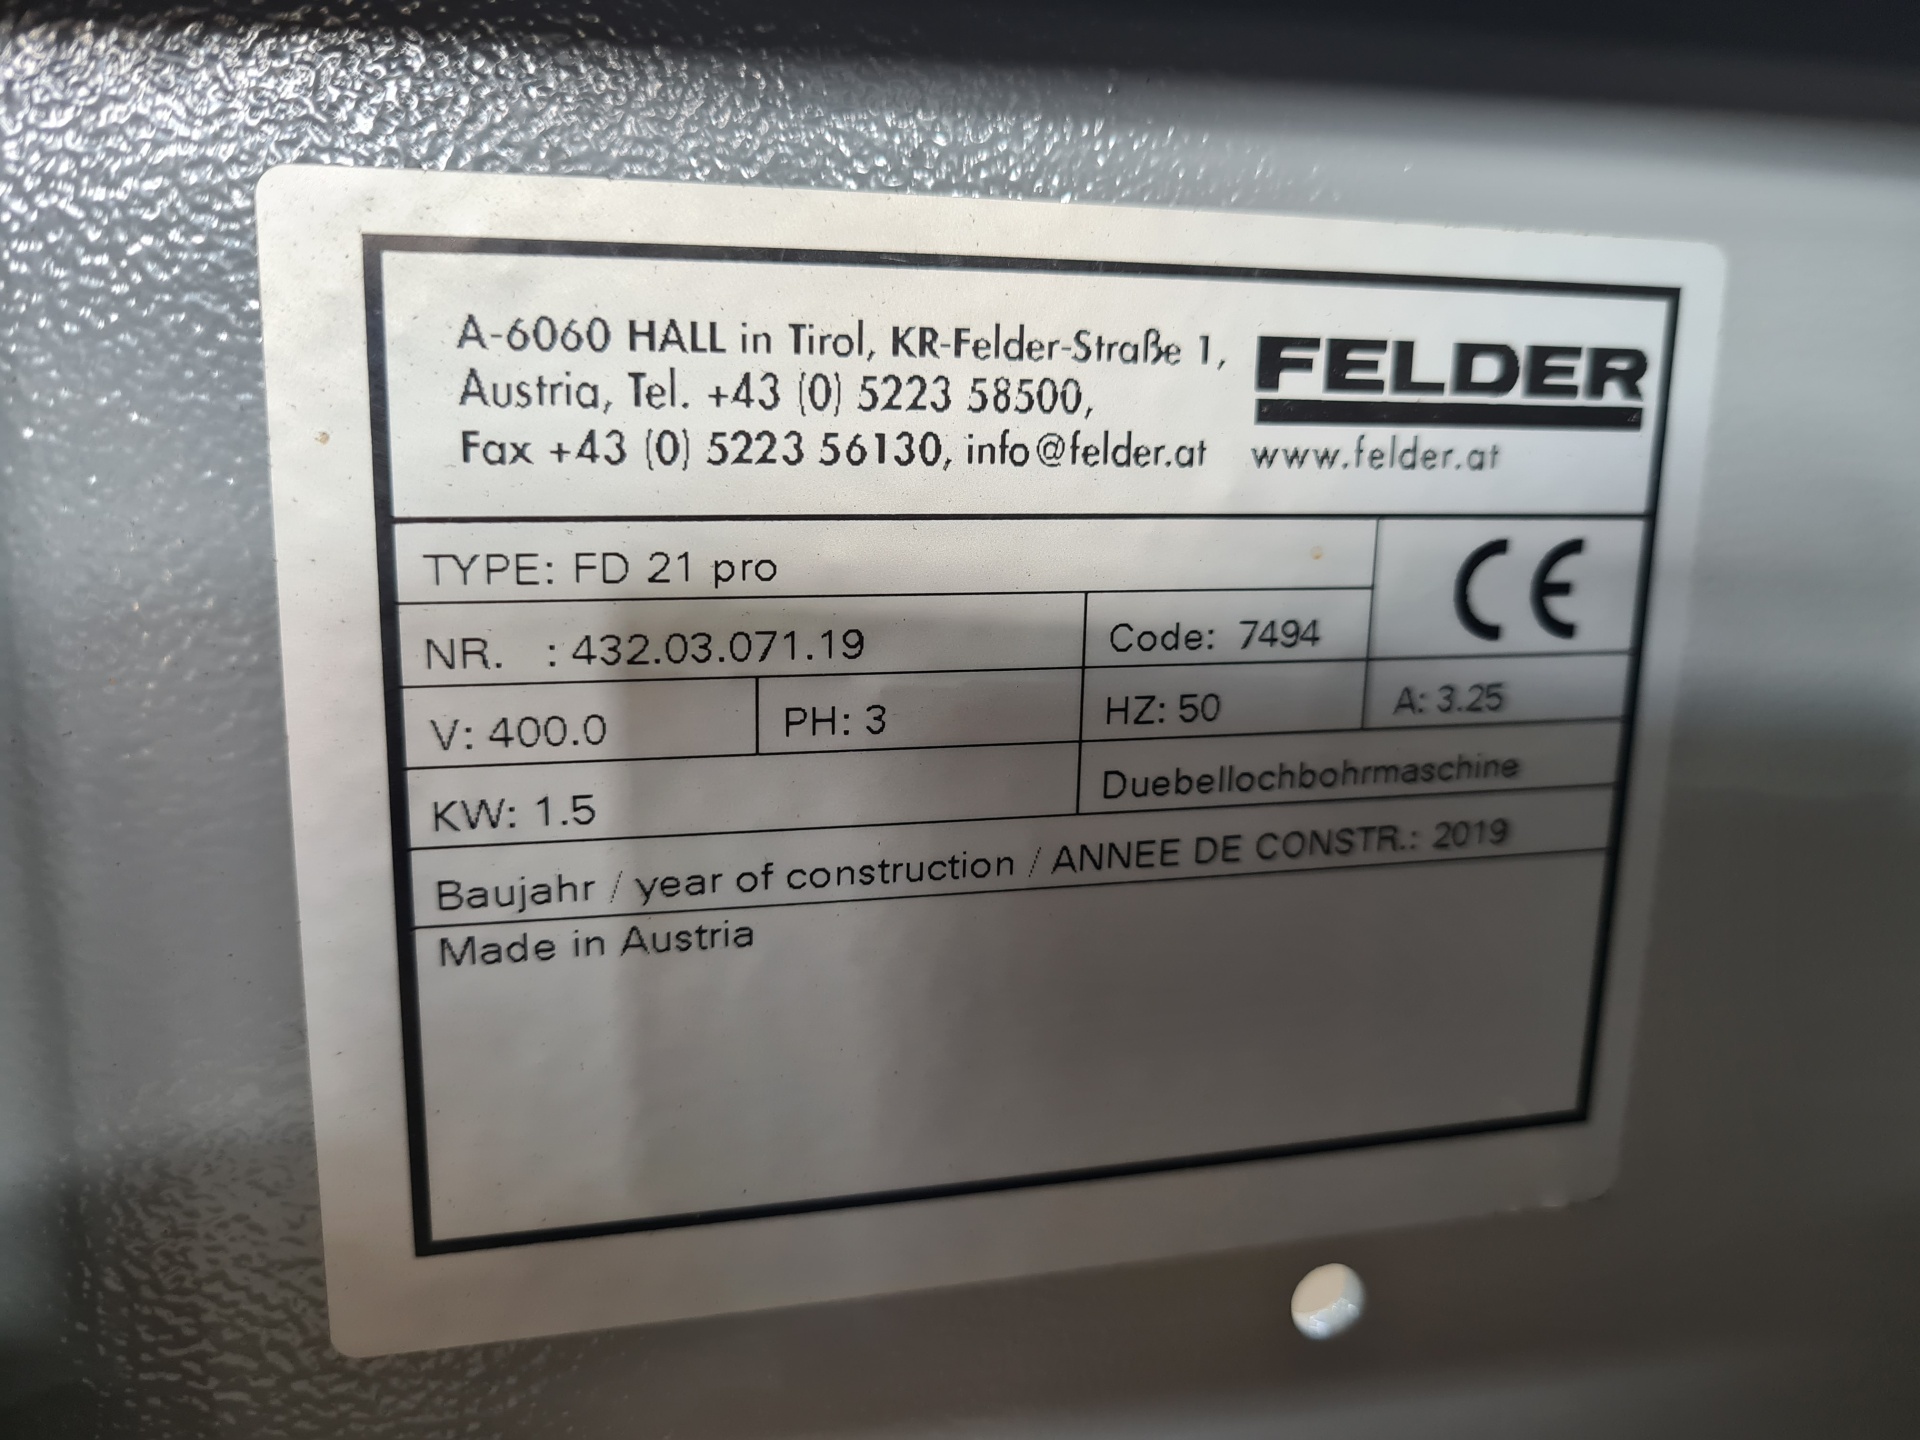 A-6060 HALL in Tirol, KR-Felder-Straße 1,
Austria, Tel. +43 (0) 5223 58500,
Fax +43 (0) 5223 56130, info@felder.at
FELDER
www.felder.at
TYPE: FD 21 pro
CE
NR. : 432.03.071.19
Code: 7494
V: 400.0
PH: 3
HZ: 50
A: 3.25
KW: 1.5
Duebellochbohrmaschine
Baujahr / year of construction / ANNEE DE CONSTR.: 2019
Made in Austria